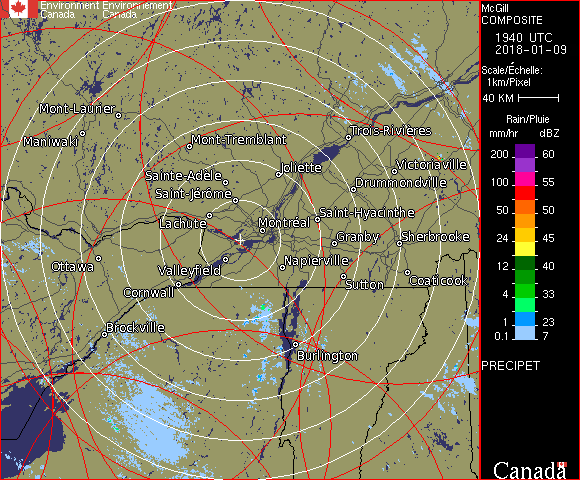 Environment Environnement
Canada Canada
Mont-Laurier
Maniwaki
Mont-Tremblant
Trois-Rivières
Joliette
Victoriaville
Sainte-Adèle
Drummondville
Saint-Jérôme
Lachute
Saint-Hyacinthe
Montréal
Granby
Sherbrooke
Ottawa
Valleyfield
Napierville
Cornwall
Sutton
Coaticook
Brockville
Burlington
McGill
COMPOSITE
1940 UTC
2018-01-09
Scale/Échelle:
1km/Pixel
40 KM
Rain/Pluie
mm/hr dBZ
200 60
100 55
50 50
24 45
12 40
4 33
1 23
0.1 7
PRECIPET
Canada